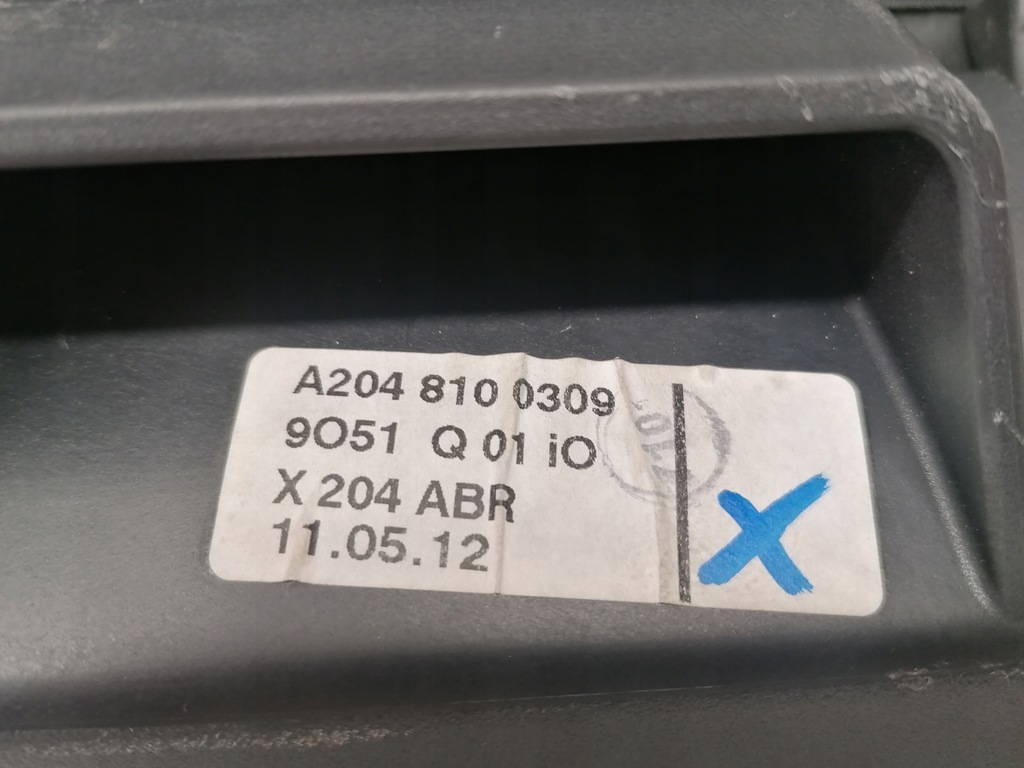 A204 810 0309
9O51 Q 01 iO
X 204 ABR
11.05.12
X